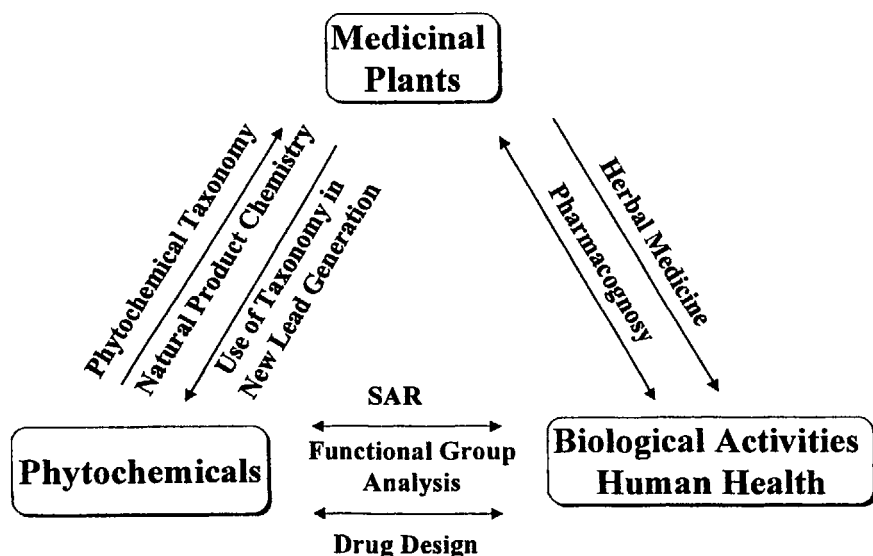 Medicinal
Plants
Phytochemical Taxonomy
Natural Product Chemistry
Use of Taxonomy in
New Lead Generation
Pharmacognosy
Herbal Medicine
Phytochemicals
SAR
Functional Group
Analysis
Drug Design
Biological Activities
Human Health